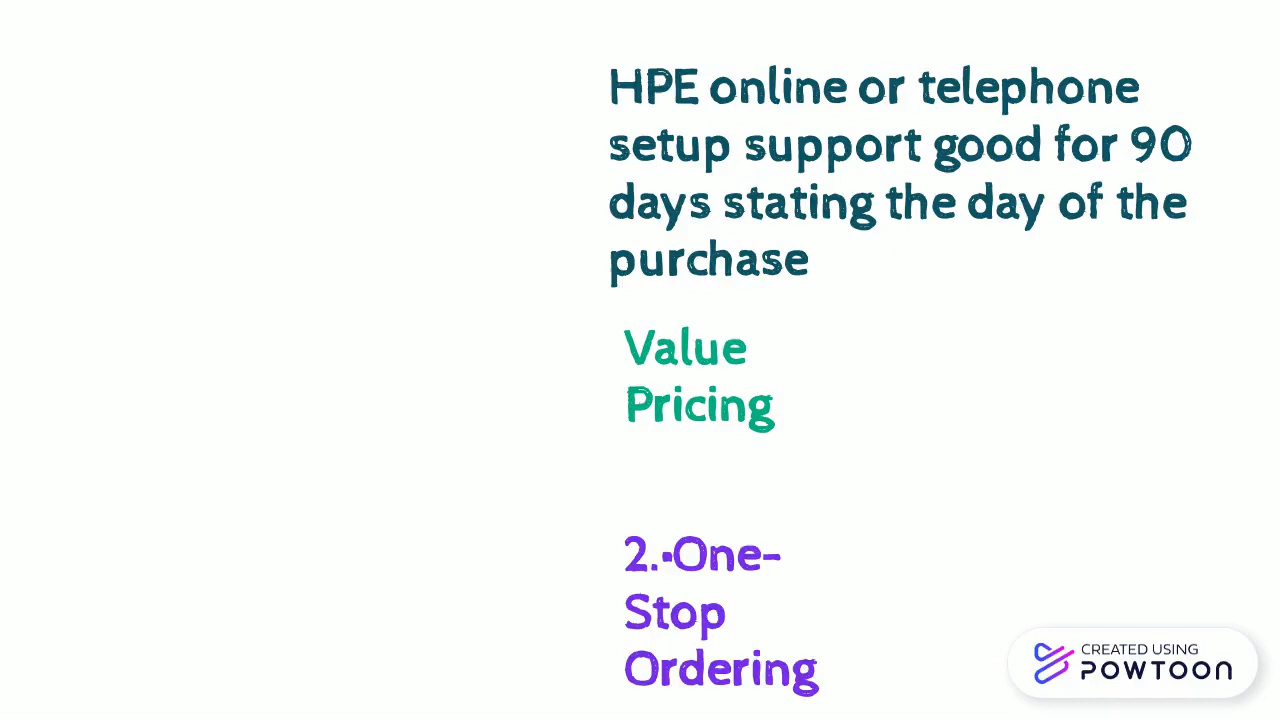 HPE online or telephone
setup support good for 90
days stating the day of the
purchase
Value
Pricing
2.·One-
Stop
Ordering
CREATED USING
POWTOON